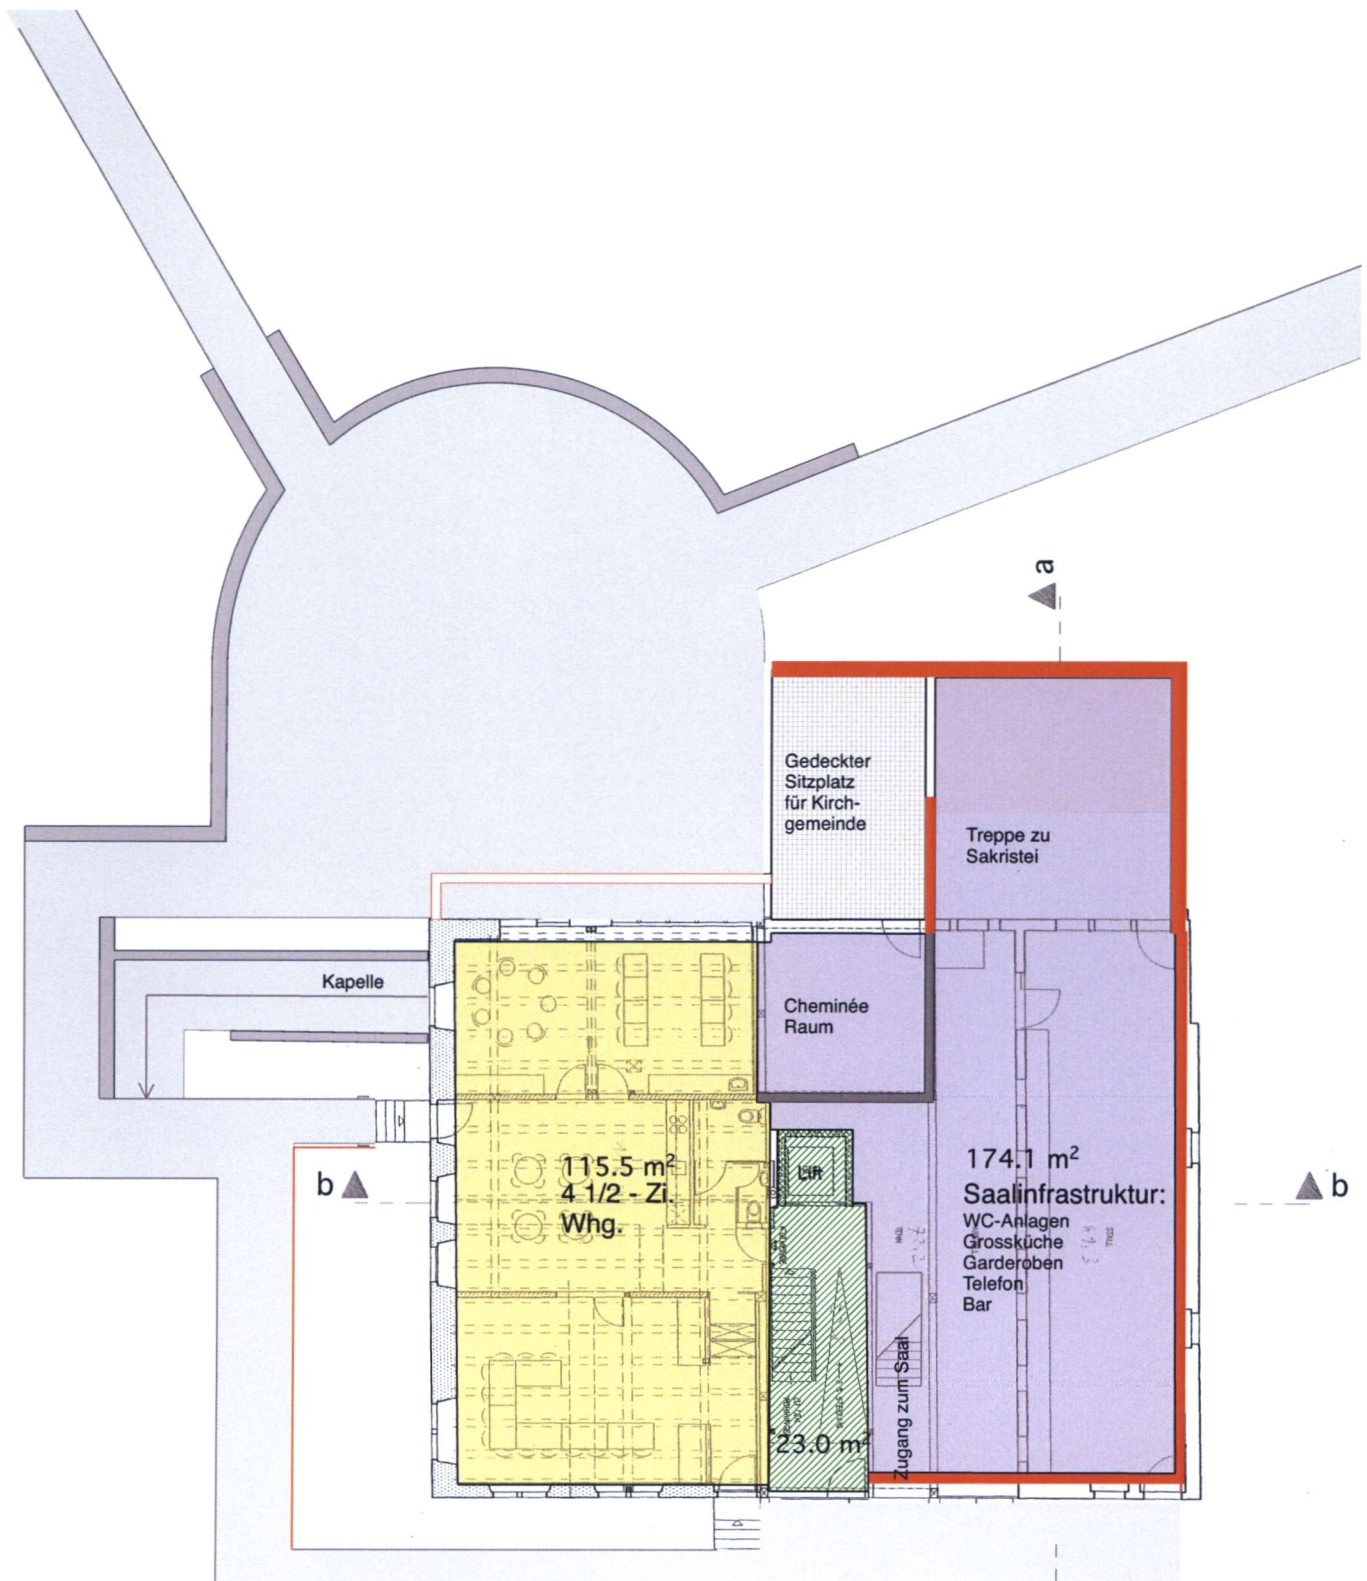 a
Gedeckter
Sitzplatz
für Kirch-
gemeinde
Treppe zu
Sakristei
Kapelle
Cheminée
Raum
b
115.5 m²
4 1/2 - Zi.
Whg.
Lift
174.1 m²
Saalinfrastruktur:
WC-Anlagen
Grossküche
Garderoben
Telefon
Bar
b
Zugang zum Saal
23.0 m²